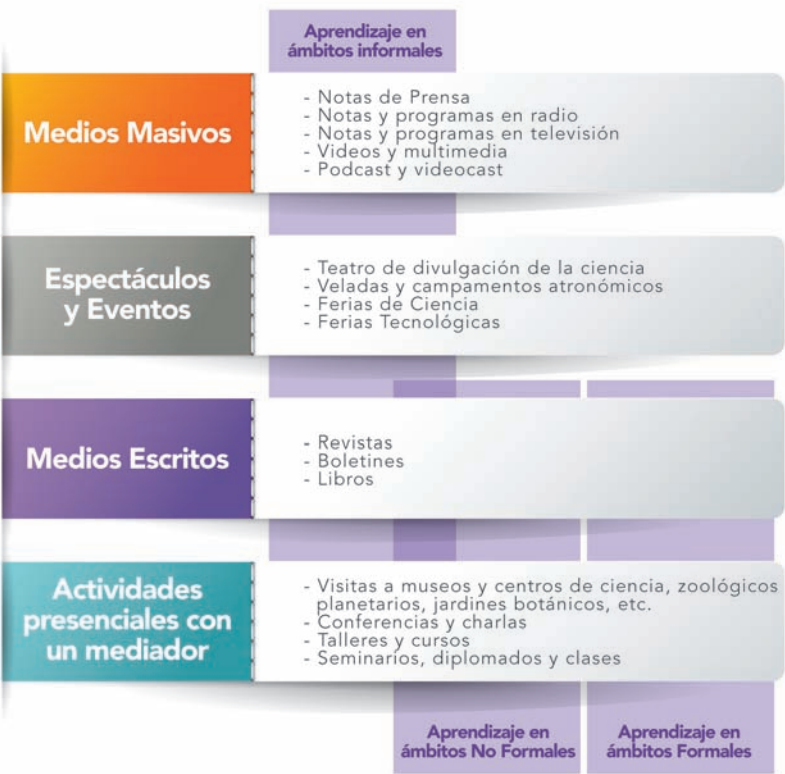 Aprendizaje en
ámbitos informales
Medios Masivos
- Notas de Prensa
- Notas y programas en radio
- Notas y programas en televisión
- Videos y multimedia
- Podcast y videocast
Espectáculos
y Eventos
- Teatro de divulgación de la ciencia
- Veladas y campamentos atronómicos
- Ferias de Ciencia
- Ferias Tecnológicas
Medios Escritos
- Revistas
- Boletines
- Libros
Actividades
presenciales con
un mediador
- Visitas a museos y centros de ciencia, zoológicos
planetarios, jardines botánicos, etc.
- Conferencias y charlas
- Talleres y cursos
- Seminarios, diplomados y clases
Aprendizaje en
ámbitos No Formales
Aprendizaje en
ámbitos Formales